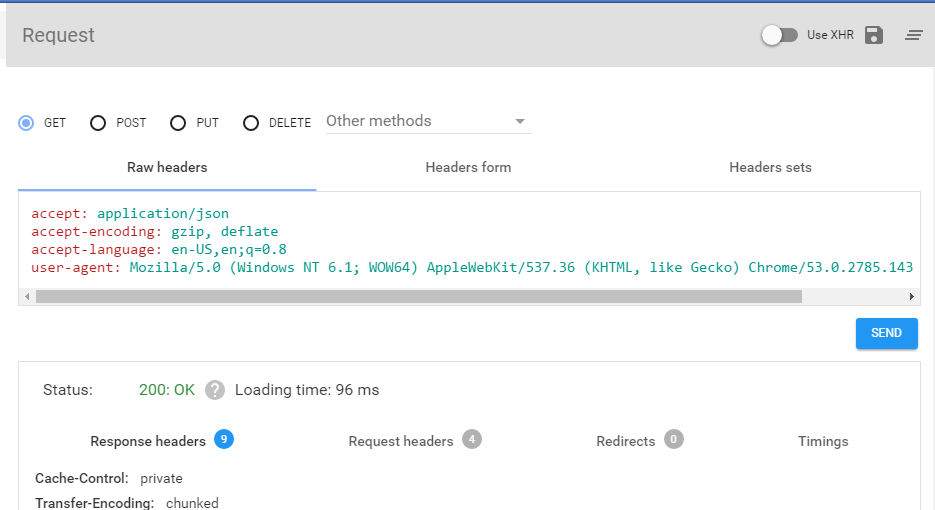 Request Use XHR
GET POST PUT DELETE Other methods
Raw headers Headers form Headers sets
accept: application/json
accept-encoding: gzip, deflate
accept-language: en-US,en;q=0.8
user-agent: Mozilla/5.0 (Windows NT 6.1; WOW64) AppleWebKit/537.36 (KHTML, like Gecko) Chrome/53.0.2785.143
SEND
Status: 200: OK ? Loading time: 96 ms
Response headers 9 Request headers 4 Redirects 0 Timings
Cache-Control: private
Transfer-Encoding: chunked